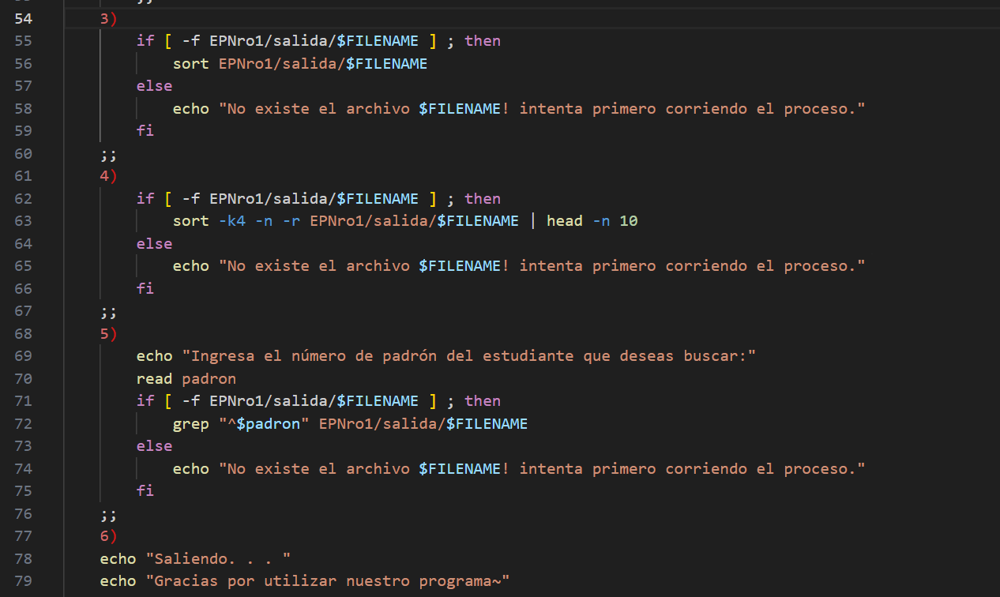 ;;
54 3)
55 if [ -f EPNro1/salida/$FILENAME ] ; then
56 sort EPNro1/salida/$FILENAME
57 else
58 echo "No existe el archivo $FILENAME! intenta primero corriendo el proceso."
59 fi
60 ;;
61 4)
62 if [ -f EPNro1/salida/$FILENAME ] ; then
63 sort -k4 -n -r EPNro1/salida/$FILENAME | head -n 10
64 else
65 echo "No existe el archivo $FILENAME! intenta primero corriendo el proceso."
66 fi
67 ;;
68 5)
69 echo "Ingresa el número de padrón del estudiante que deseas buscar:"
70 read padron
71 if [ -f EPNro1/salida/$FILENAME ] ; then
72 grep "^$padron" EPNro1/salida/$FILENAME
73 else
74 echo "No existe el archivo $FILENAME! intenta primero corriendo el proceso."
75 fi
76 ;;
77 6)
78 echo "Saliendo. . . "
79 echo "Gracias por utilizar nuestro programa~"